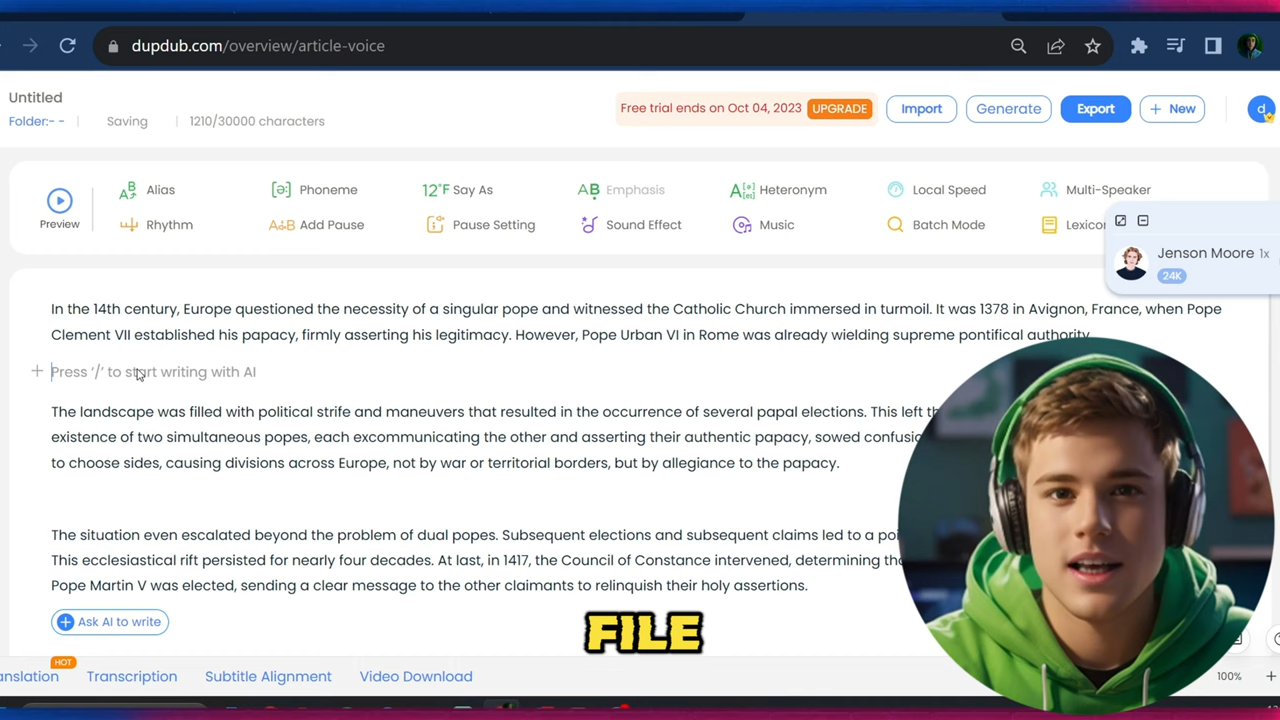 dupdub.com/overview/article-voice
Untitled
Free trial ends on Oct 04, 2023 UPGRADE Import Generate Export + New d
Folder:- - Saving 1210/30000 characters
Preview
Alias Phoneme 12°F Say As Emphasis Heteronym Local Speed Multi-Speaker
Rhythm Add Pause Pause Setting Sound Effect Music Batch Mode Lexicon
Jenson Moore 1x
24K
In the 14th century, Europe questioned the necessity of a singular pope and witnessed the Catholic Church immersed in turmoil. It was 1378 in Avignon, France, when Pope
Clement VII established his papacy, firmly asserting his legitimacy. However, Pope Urban VI in Rome was already wielding supreme pontifical authority.
+ Press '/' to start writing with AI
The landscape was filled with political strife and maneuvers that resulted in the occurrence of several papal elections. This left
existence of two simultaneous popes, each excommunicating the other and asserting their authentic papacy, sowed
to choose sides, causing divisions across Europe, not by war or territorial borders, but by allegiance to the papacy.
The situation even escalated beyond the problem of dual popes. Subsequent elections and subsequent claims led to a
This ecclesiastical rift persisted for nearly four decades. At last, in 1417, the Council of Constance intervened, determining
Pope Martin V was elected, sending a clear message to the other claimants to relinquish their holy assertions.
Ask AI to write
FILE
HOT
anslation Transcription Subtitle Alignment Video Download 100% +